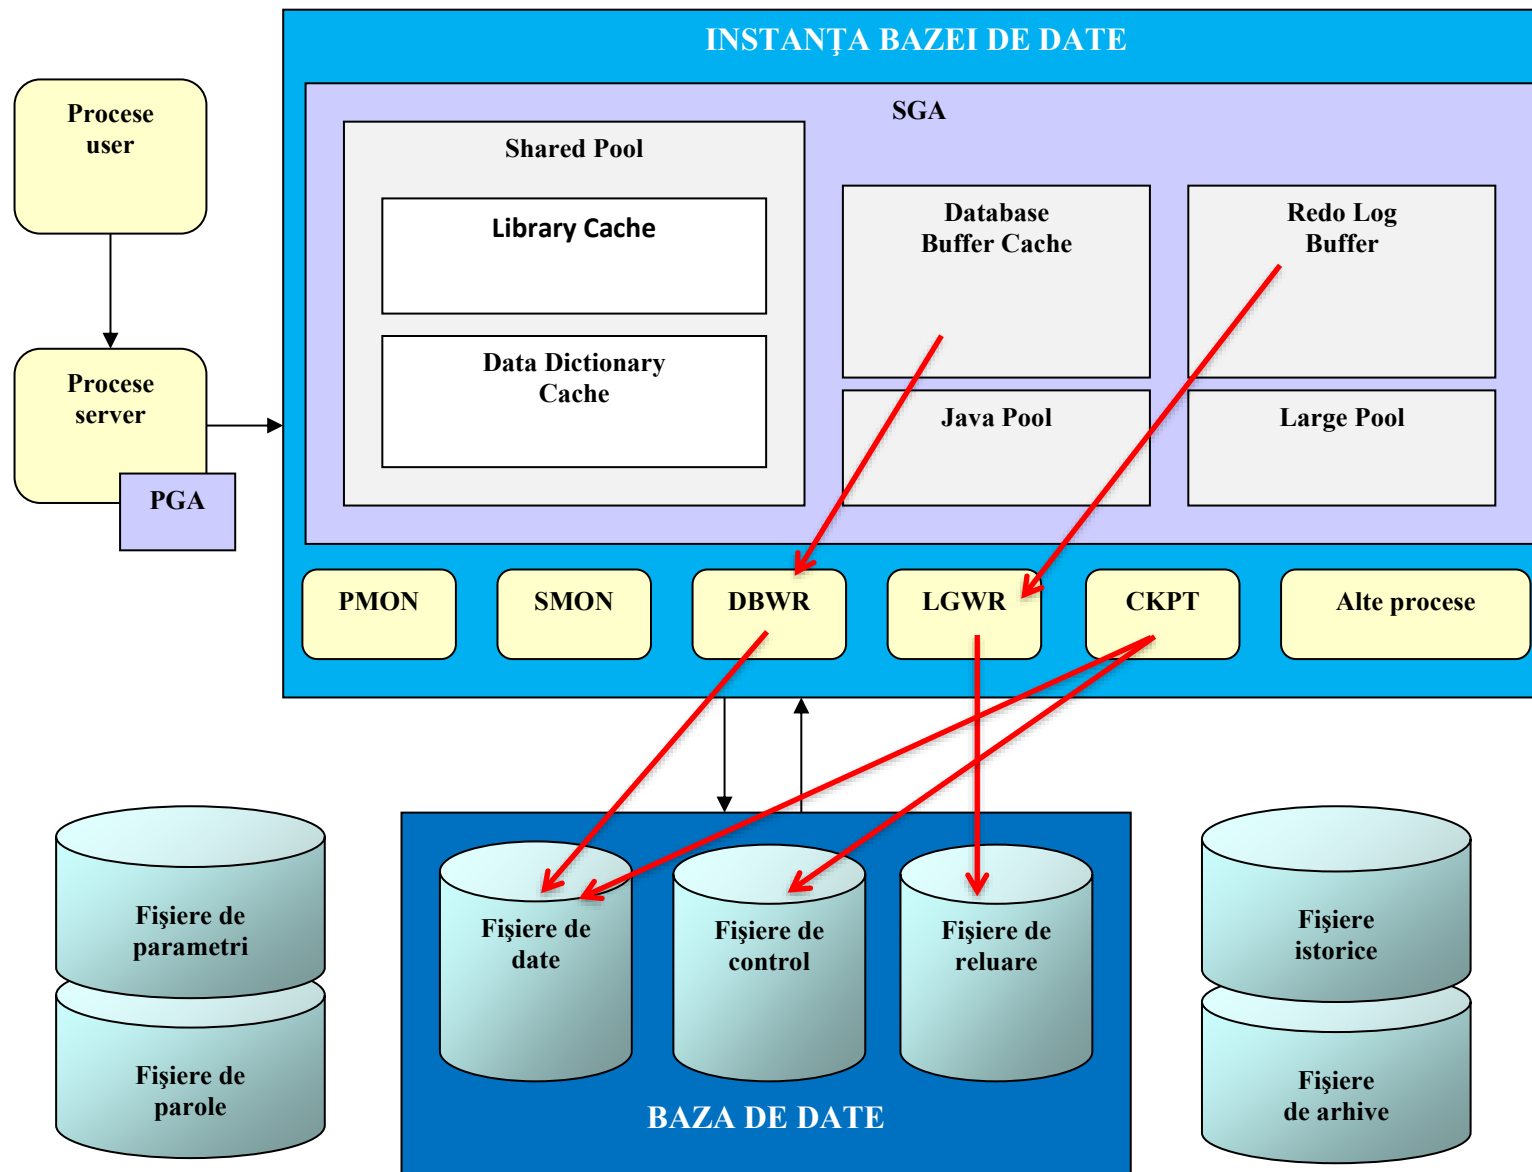 INSTANŢA BAZEI DE DATE
SGA
Procese
user
Shared Pool
Library Cache
Data Dictionary
Cache
Database
Buffer Cache
Redo Log
Buffer
Java Pool
Large Pool
Procese
server
PGA
PMON
SMON
DBWR
LGWR
CKPT
Alte procese
Fişiere de
parametri
Fişiere de
parole
Fişiere de
date
Fişiere de
control
Fişiere de
reluare
BAZA DE DATE
Fişiere
istorice
Fişiere
de arhive